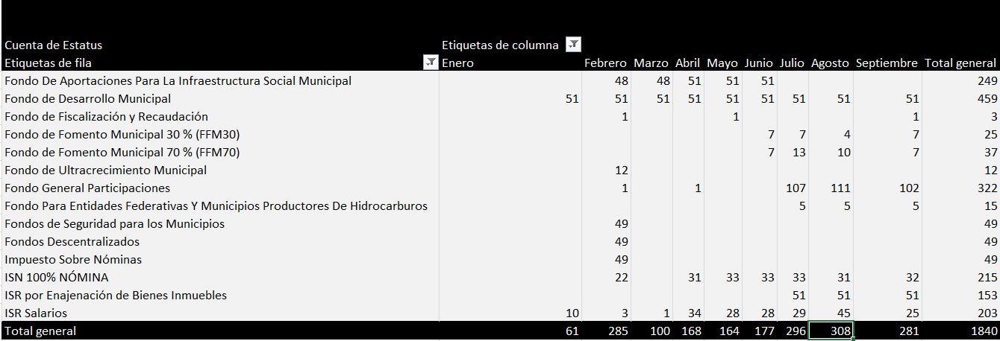 Cuenta de Estatus Etiquetas de columna
Etiquetas de fila Enero Febrero Marzo Abril Mayo Junio Julio Agosto Septiembre Total general
Fondo De Aportaciones Para La Infraestructura Social Municipal 48 48 51 51 51 249
Fondo de Desarrollo Municipal 51 51 51 51 51 51 51 51 51 459
Fondo de Fiscalización y Recaudación 1 1 1 3
Fondo de Fomento Municipal 30 % (FFM30) 7 7 4 7 25
Fondo de Fomento Municipal 70 % (FFM70) 7 13 10 7 37
Fondo de Ultracrecimiento Municipal 12 12
Fondo General Participaciones 1 1 107 111 102 322
Fondo Para Entidades Federativas Y Municipios Productores De Hidrocarburos 5 5 5 15
Fondos de Seguridad para los Municipios 49 49
Fondos Descentralizados 49 49
Impuesto Sobre Nóminas 49 49
ISN 100% NÓMINA 22 31 33 33 33 31 32 215
ISR por Enajenación de Bienes Inmuebles 51 51 51 153
ISR Salarios 10 3 1 34 28 28 29 45 25 203
Total general 61 285 100 168 164 177 296 308 281 1840